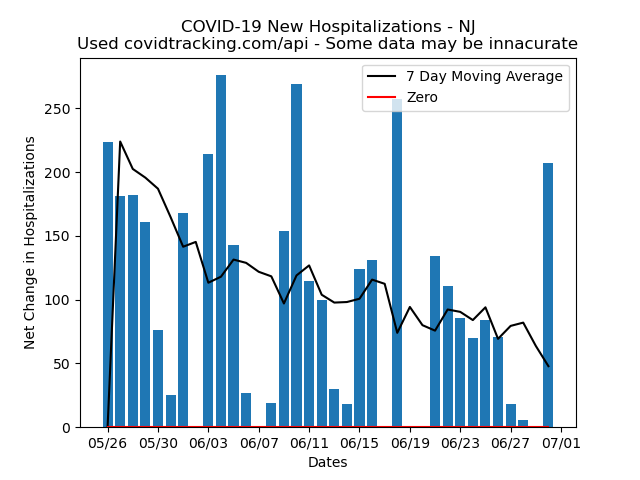 COVID-19 New Hospitalizations - NJ
Used covidtracking.com/api - Some data may be innacurate
7 Day Moving Average
Zero
Net Change in Hospitalizations
250
200
150
100
50
0
05/26 05/30 06/03 06/07 06/11 06/15 06/19 06/23 06/27 07/01
Dates